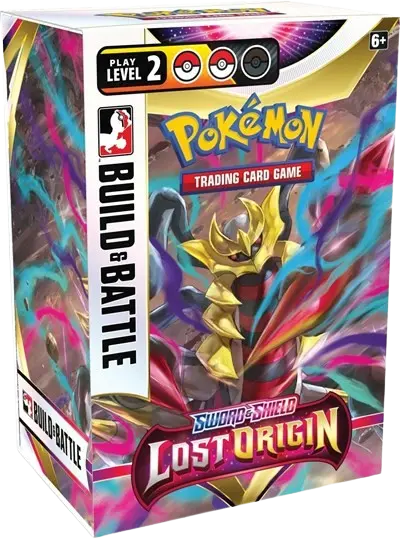 PLAY
LEVEL 2
6+
POKéMON
TRADING CARD GAME
BUILD & BATTLE
SWORD & SHIELD
LOST ORIGIN
BUILD & BATTLE